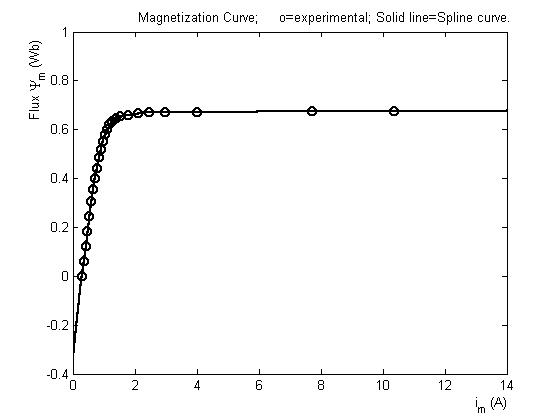 Magnetization Curve; o=experimental; Solid line=Spline curve.
Flux Ψm (Wb)
1
0.8
0.6
0.4
0.2
0
-0.2
-0.4
0 2 4 6 8 10 12 14
im (A)